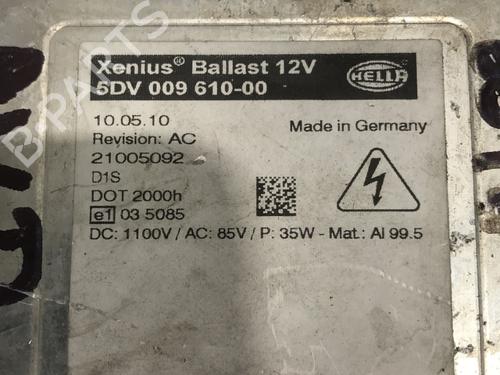 Xenius® Ballast 12V
5DV 009 610-00
HELLA
10.05.10
Made in Germany
Revision: AC
21005092
D1S
DOT 2000h
e1 03 5085
DC: 1100V / AC: 85V / P: 35W - Mat.: Al 99.5
B-PARTS